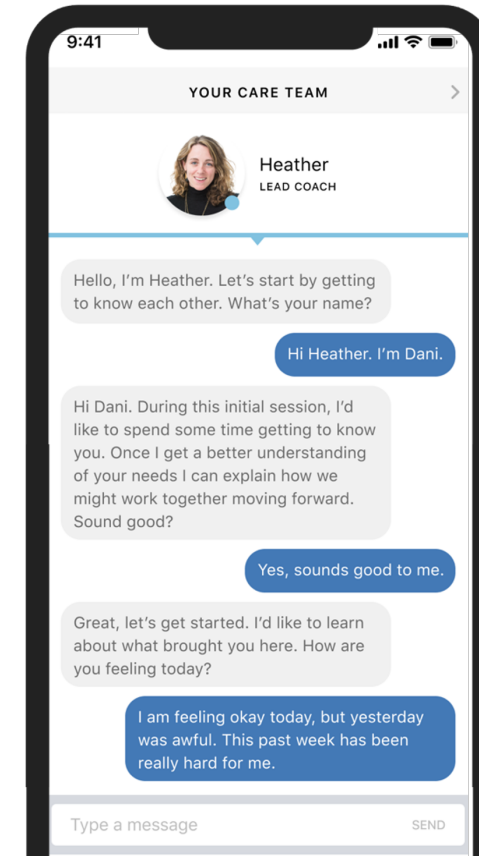 9:41
YOUR CARE TEAM
Heather
LEAD COACH
Hello, I’m Heather. Let’s start by getting
to know each other. What’s your name?
Hi Heather. I’m Dani.
Hi Dani. During this initial session, I’d
like to spend some time getting to know
you. Once I get a better understanding
of your needs I can explain how we
might work together moving forward.
Sound good?
Yes, sounds good to me.
Great, let’s get started. I’d like to learn
about what brought you here. How are
you feeling today?
I am feeling okay today, but yesterday
was awful. This past week has been
really hard for me.
Type a message
SEND